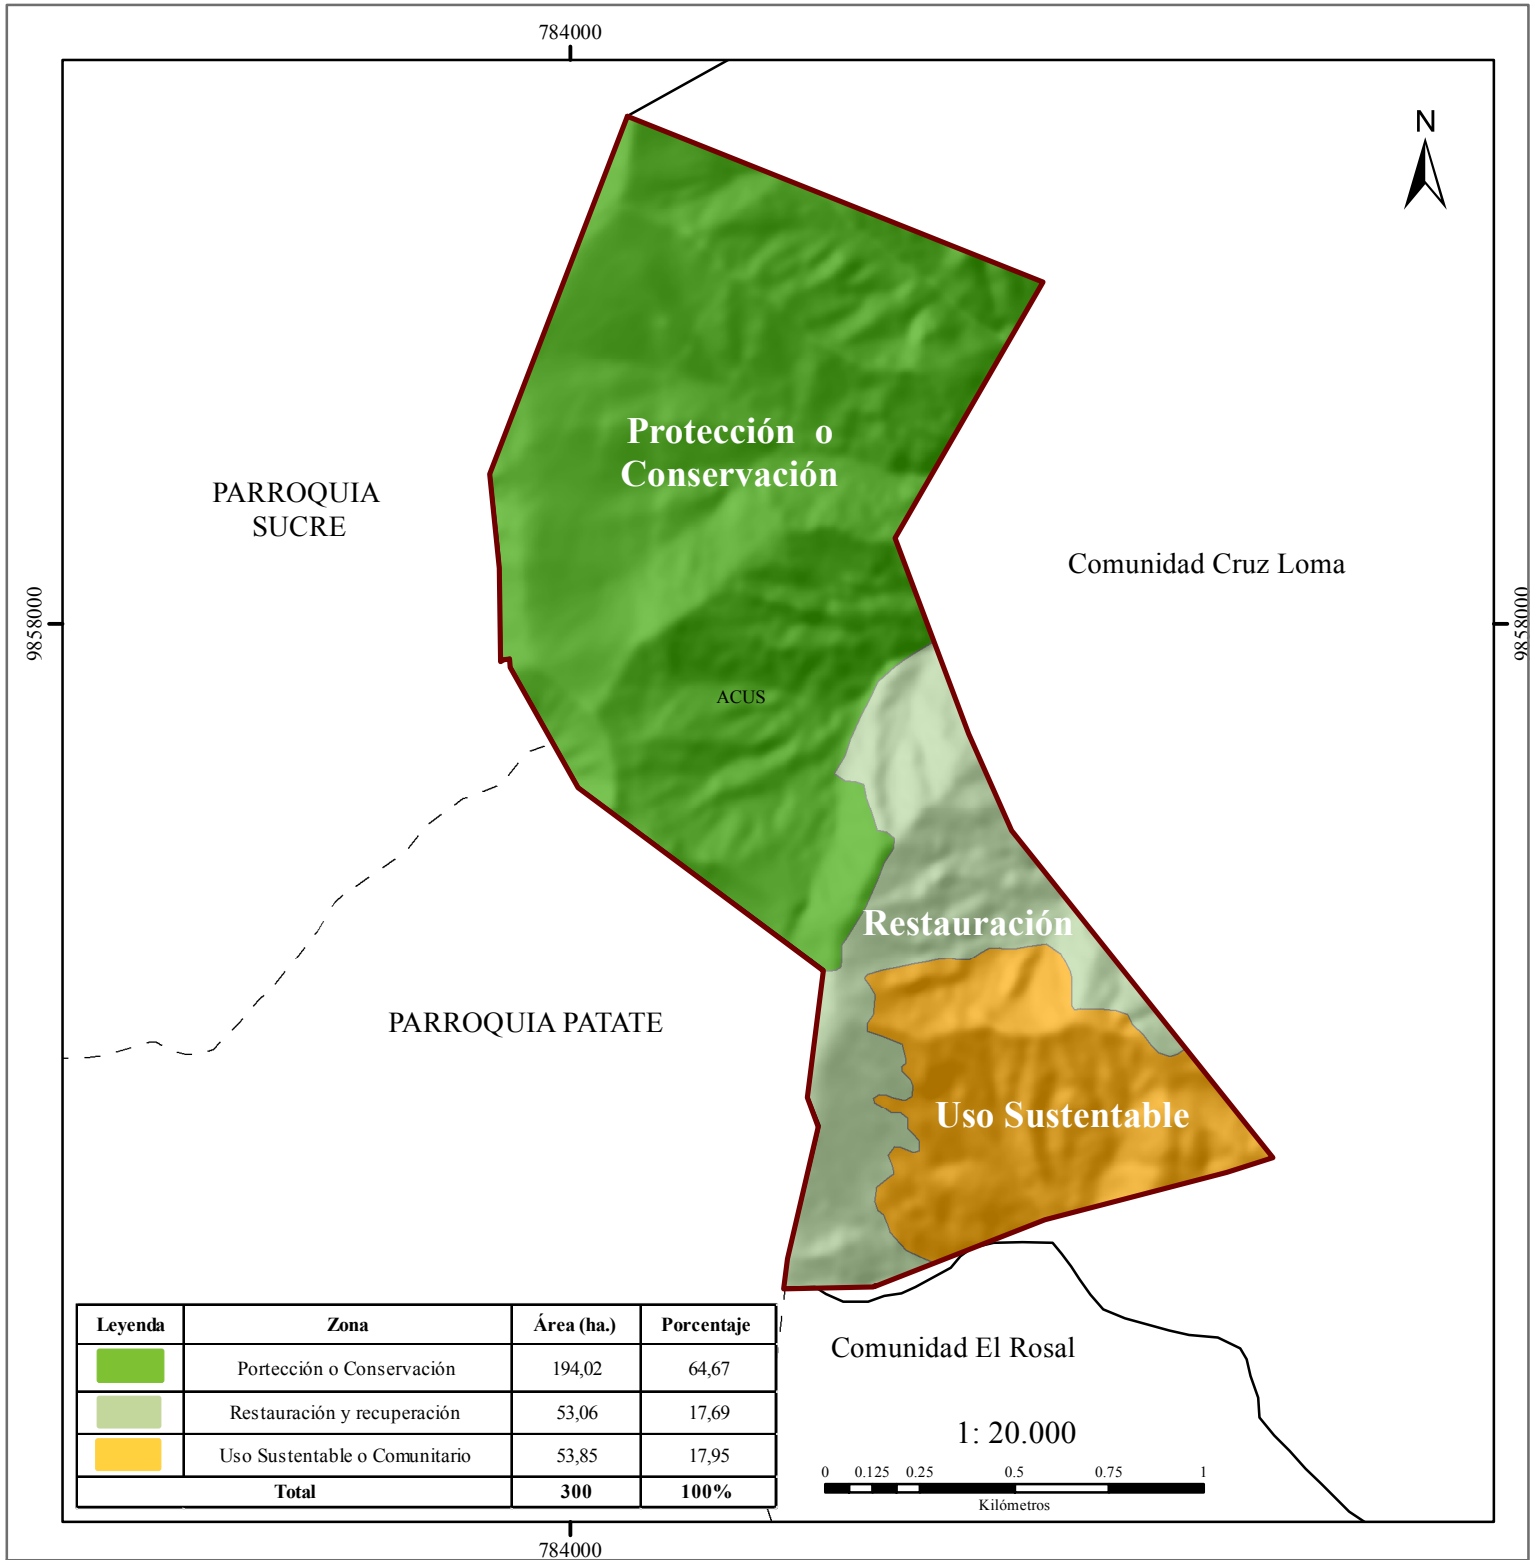 784000
N
Protección o
Conservación
PARROQUIA
SUCRE
Comunidad Cruz Loma
9858000
9858000
ACUS
Restauración
PARROQUIA PATATE
Uso Sustentable
Leyenda Zona Área (ha.) Porcentaje
Portección o Conservación 194,02 64,67
Restauración y recuperación 53,06 17,69
Uso Sustentable o Comunitario 53,85 17,95
Total 300 100%
Comunidad El Rosal
1: 20.000
0 0.125 0.25 0.5 0.75 1
Kilómetros
784000